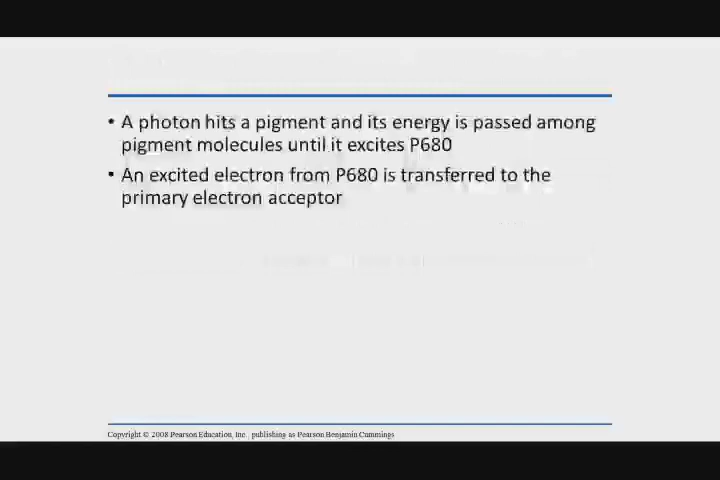 • A photon hits a pigment and its energy is passed among
pigment molecules until it excites P680
• An excited electron from P680 is transferred to the
primary electron acceptor
Copyright © 2008 Pearson Education, Inc., publishing as Pearson Benjamin Cummings